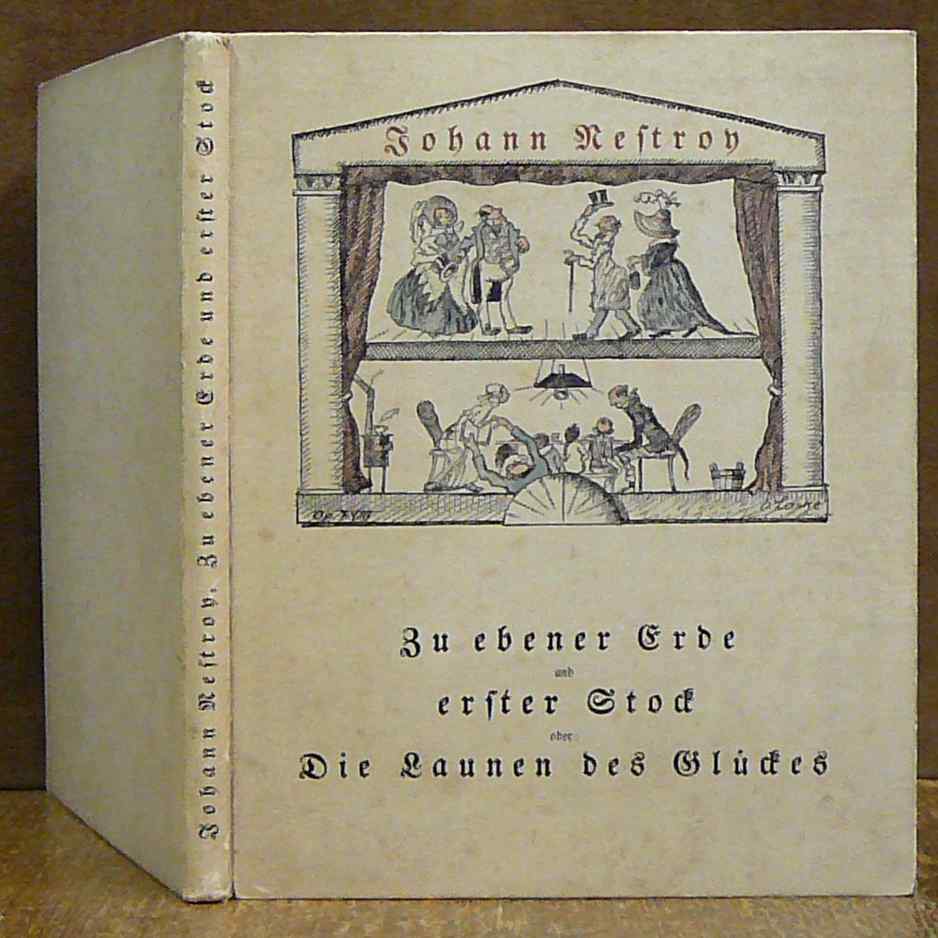 Johann Neſtroy, Zu ebener Erde und erſter Stock
Johann Neſtroy
Zu ebener Erde
und
erſter Stock
oder
Die Launen des Glückes